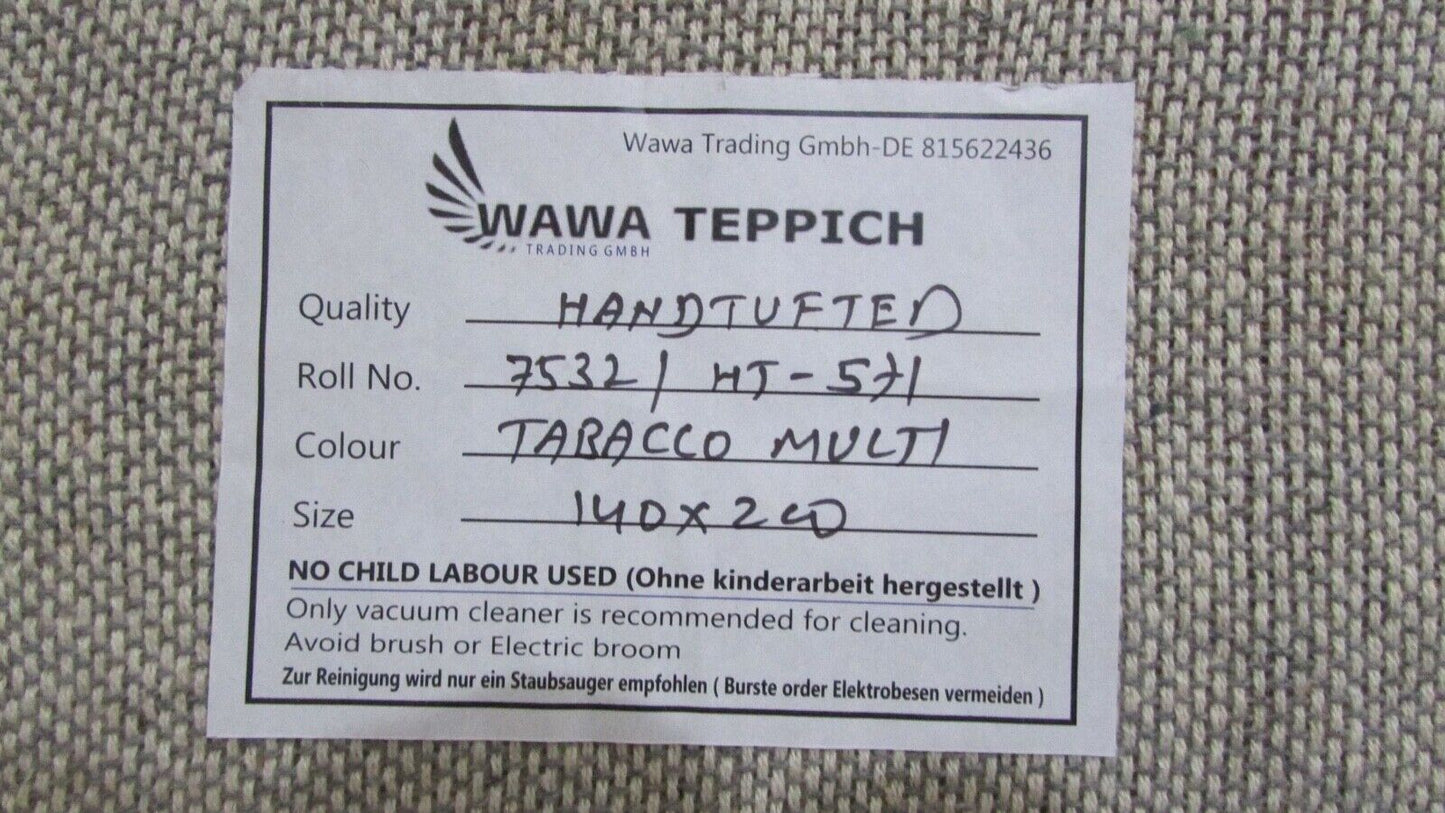 Wawa Trading Gmbh-DE 815622436
WAWA TEPPICH
TRADING GMBH
Quality HANDTUFTED
Roll No. 7532 / HT-571
Colour TABACCO MULTI
Size 140x200
NO CHILD LABOUR USED (Ohne kinderarbeit hergestellt )
Only vacuum cleaner is recommended for cleaning.
Avoid brush or Electric broom
Zur Reinigung wird nur ein Staubsauger empfohlen ( Burste order Elektrobesen vermeiden )